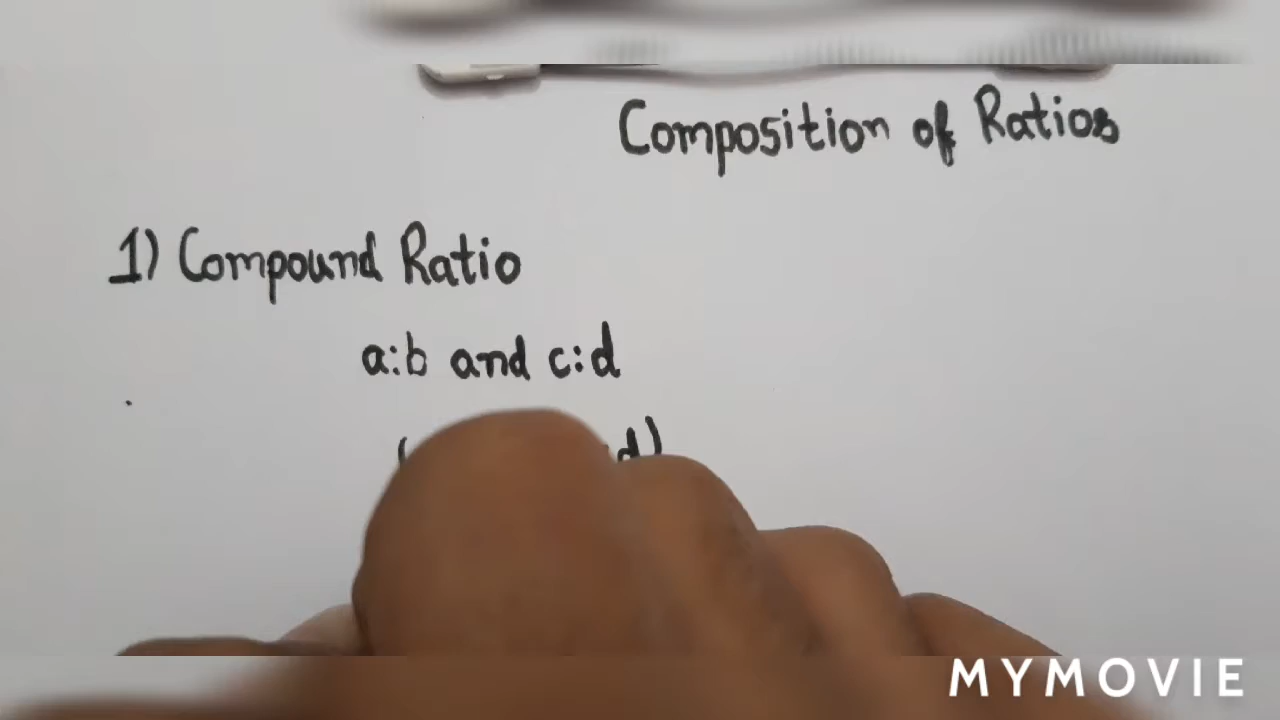 Composition of Ratios
1) Compound Ratio
a:b and c:d
( d)
MYMOVIE